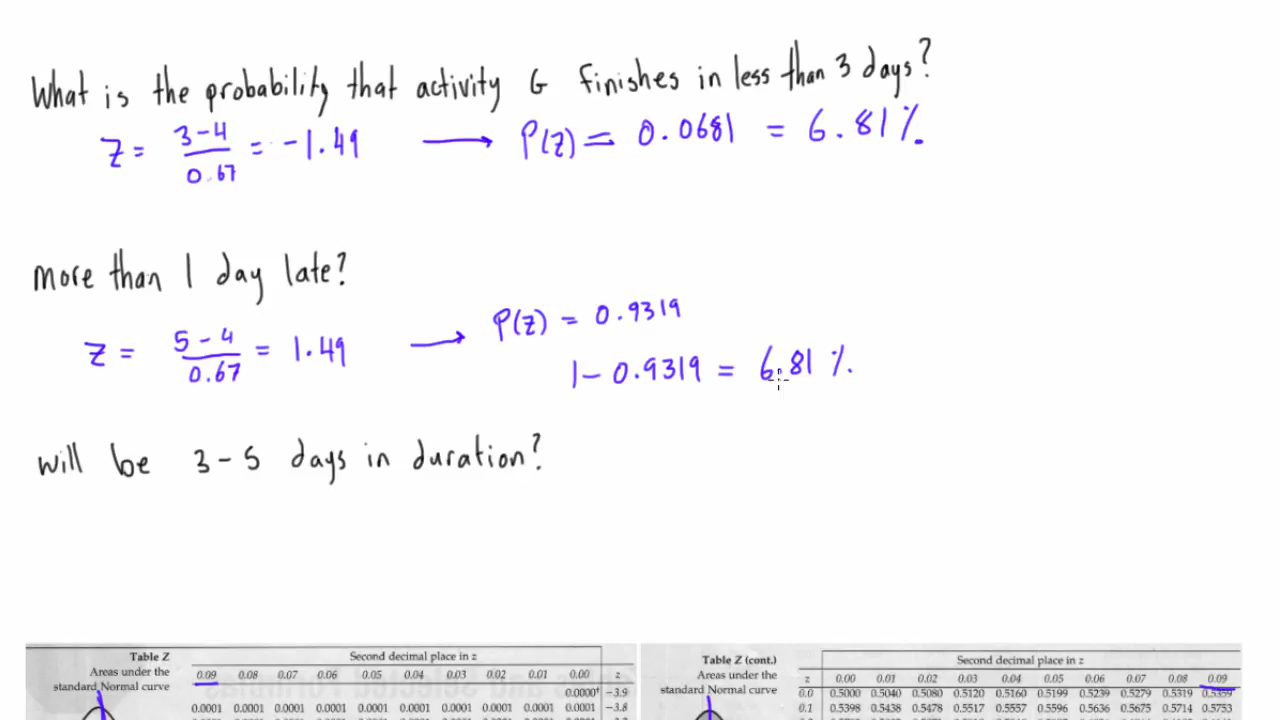 What is the probability that activity G finishes in less than 3 days?
Z = 3 - 4 / 0.67 = -1.49 → P(Z) = 0.0681 = 6.81%
more than 1 day late?
Z = 5 - 4 / 0.67 = 1.49 → P(Z) = 0.9319
1 - 0.9319 = 6.81 %
will be 3 - 5 days in duration?
Table Z
Areas under the
standard Normal curve
Second decimal place in z
0.09 0.08 0.07 0.06 0.05 0.04 0.03 0.02 0.01 0.00 z
0.0000† -3.9
0.0001 0.0001 0.0001 0.0001 0.0001 0.0001 0.0001 0.0001 0.0001 0.0001 -3.8
Table Z (cont.)
Areas under the
standard Normal curve
Second decimal place in z
z 0.00 0.01 0.02 0.03 0.04 0.05 0.06 0.07 0.08 0.09
0.0 0.5000 0.5040 0.5080 0.5120 0.5160 0.5199 0.5239 0.5279 0.5319 0.5359
0.1 0.5398 0.5438 0.5478 0.5517 0.5557 0.5596 0.5636 0.5675 0.5714 0.5753